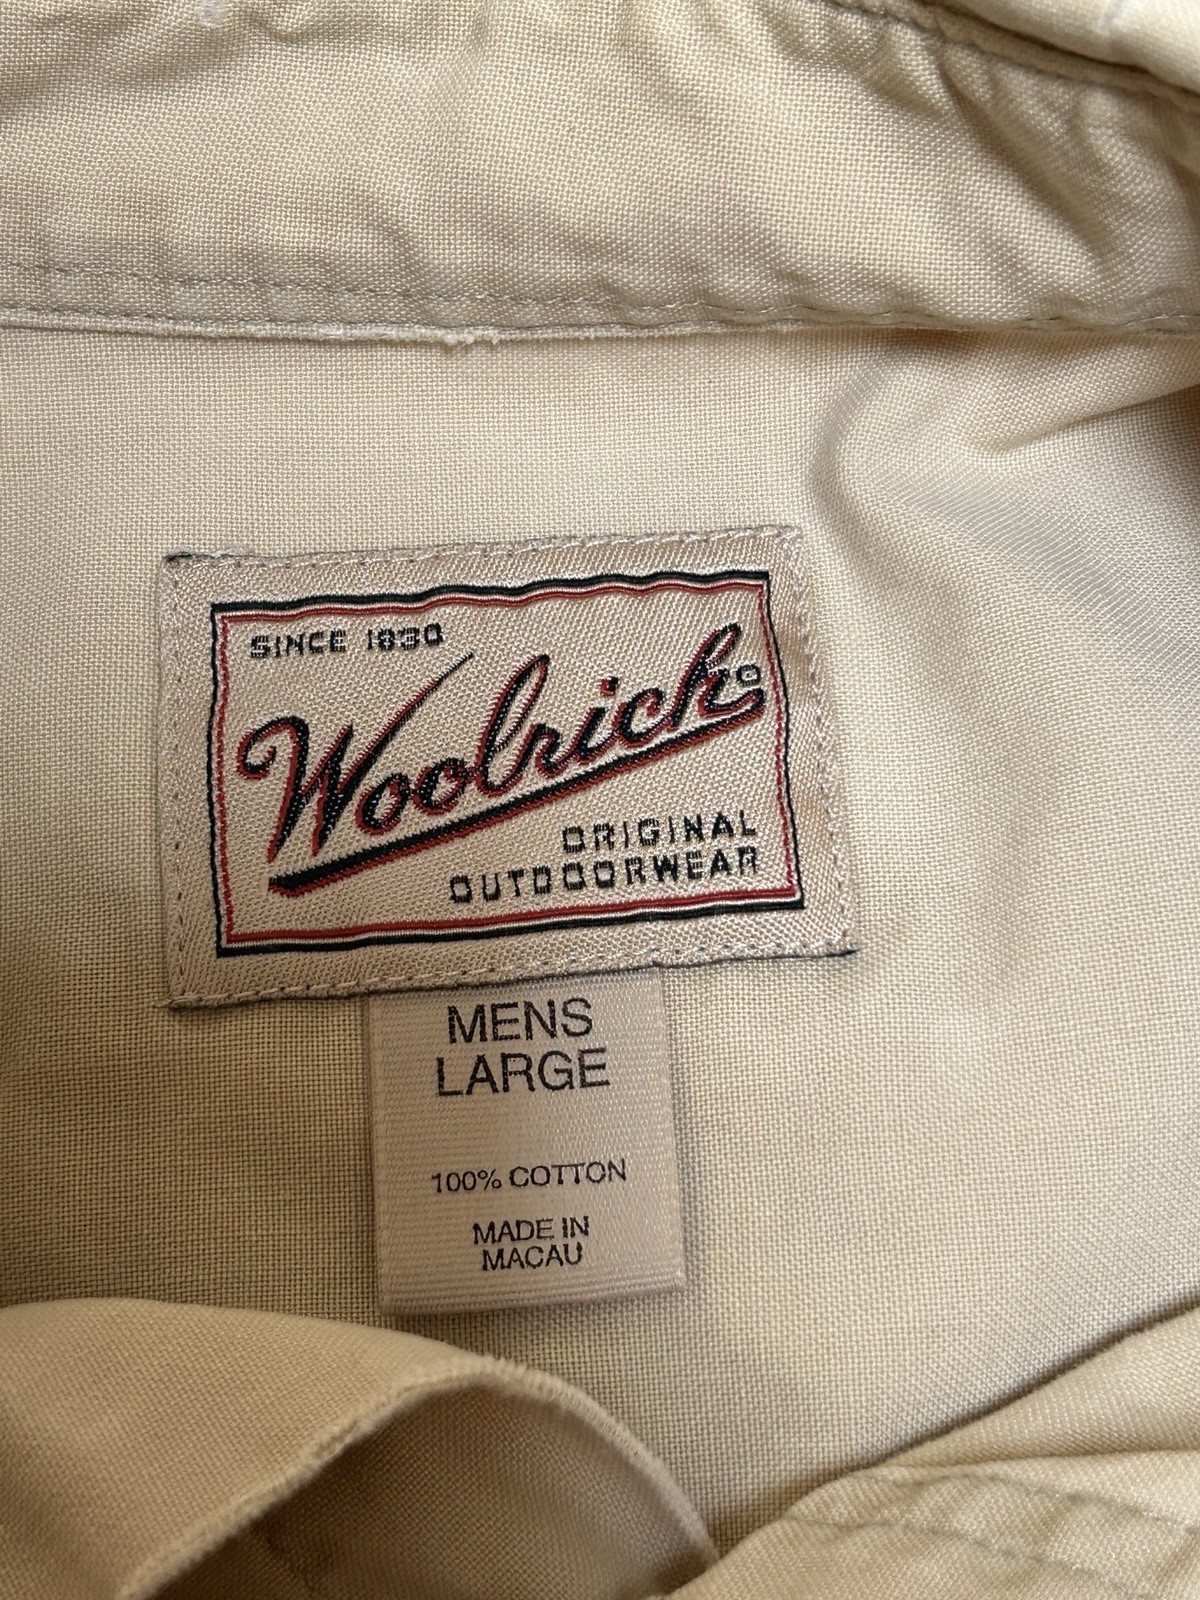 SINCE 1830
Woolrich®
ORIGINAL
OUTDOORWEAR
MENS
LARGE
100% COTTON
MADE IN
MACAU